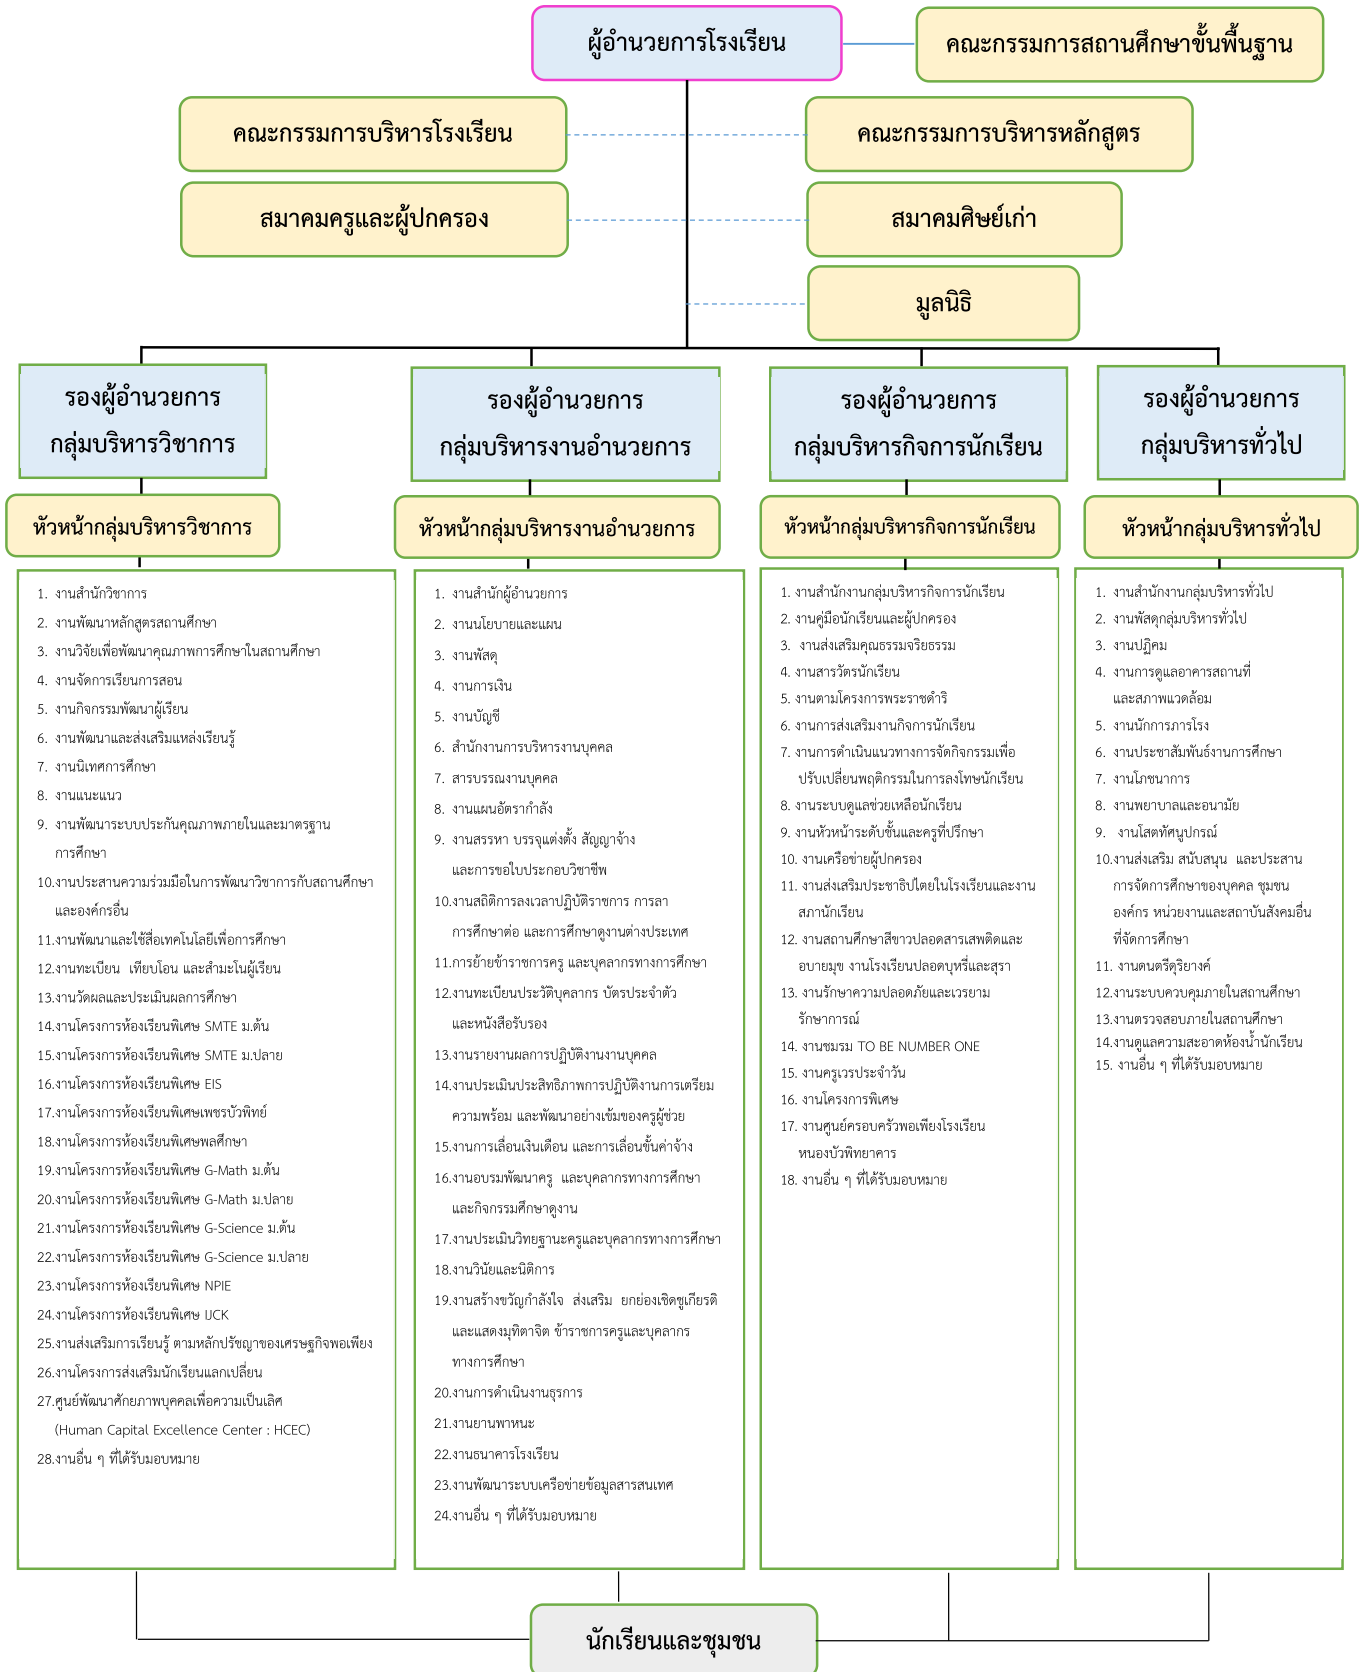 ผู้อำนวยการโรงเรียน
คณะกรรมการสถานศึกษาขั้นพื้นฐาน
คณะกรรมการบริหารโรงเรียน
คณะกรรมการบริหารหลักสูตร
สมาคมครูและผู้ปกครอง
สมาคมศิษย์เก่า
มูลนิธิ
รองผู้อำนวยการ
กลุ่มบริหารวิชาการ
รองผู้อำนวยการ
กลุ่มบริหารงานอำนวยการ
รองผู้อำนวยการ
กลุ่มบริหารกิจการนักเรียน
รองผู้อำนวยการ
กลุ่มบริหารทั่วไป
หัวหน้ากลุ่มบริหารวิชาการ
หัวหน้ากลุ่มบริหารงานอำนวยการ
หัวหน้ากลุ่มบริหารกิจการนักเรียน
หัวหน้ากลุ่มบริหารทั่วไป
1. งานสำนักวิชาการ
2. งานพัฒนาหลักสูตรสถานศึกษา
3. งานวิจัยเพื่อพัฒนาคุณภาพการศึกษาในสถานศึกษา
4. งานจัดการเรียนการสอน
5. งานกิจกรรมพัฒนาผู้เรียน
6. งานพัฒนาและส่งเสริมแหล่งเรียนรู้
7. งานนิเทศการศึกษา
8. งานแนะแนว
9. งานพัฒนาระบบประกันคุณภาพภายในและมาตรฐาน
การศึกษา
10.งานประสานความร่วมมือในการพัฒนาวิชาการกับสถานศึกษา
และองค์กรอื่น
11.งานพัฒนาและใช้สื่อเทคโนโลยีเพื่อการศึกษา
12.งานทะเบียน เทียบโอน และสำมะโนผู้เรียน
13.งานวัดผลและประเมินผลการศึกษา
14.งานโครงการห้องเรียนพิเศษ SMTE ม.ต้น
15.งานโครงการห้องเรียนพิเศษ SMTE ม.ปลาย
16.งานโครงการห้องเรียนพิเศษ EIS
17.งานโครงการห้องเรียนพิเศษเพชรบัวพิทย์
18.งานโครงการห้องเรียนพิเศษพลศึกษา
19.งานโครงการห้องเรียนพิเศษ G-Math ม.ต้น
20.งานโครงการห้องเรียนพิเศษ G-Math ม.ปลาย
21.งานโครงการห้องเรียนพิเศษ G-Science ม.ต้น
22.งานโครงการห้องเรียนพิเศษ G-Science ม.ปลาย
23.งานโครงการห้องเรียนพิเศษ NPIE
24.งานโครงการห้องเรียนพิเศษ IJCK
25.งานส่งเสริมการเรียนรู้ ตามหลักปรัชญาของเศรษฐกิจพอเพียง
26.งานโครงการส่งเสริมนักเรียนแลกเปลี่ยน
27.ศูนย์พัฒนาศักยภาพบุคคลเพื่อความเป็นเลิศ
(Human Capital Excellence Center : HCEC)
28.งานอื่น ๆ ที่ได้รับมอบหมาย
1. งานสำนักผู้อำนวยการ
2. งานนโยบายและแผน
3. งานพัสดุ
4. งานการเงิน
5. งานบัญชี
6. สำนักงานการบริหารงานบุคคล
7. สารบรรณงานบุคคล
8. งานแผนอัตรากำลัง
9. งานสรรหา บรรจุแต่งตั้ง สัญญาจ้าง
และการขอใบประกอบวิชาชีพ
10.งานสถิติการลงเวลาปฏิบัติราชการ การลา
การศึกษาต่อ และการศึกษาดูงานต่างประเทศ
11.การย้ายข้าราชการครู และบุคลากรทางการศึกษา
12.งานทะเบียนประวัติบุคลากร บัตรประจำตัว
และหนังสือรับรอง
13.งานรายงานผลการปฏิบัติงานงานบุคคล
14.งานประเมินประสิทธิภาพการปฏิบัติงานการเตรียม
ความพร้อม และพัฒนาอย่างเข้มของครูผู้ช่วย
15.งานการเลื่อนเงินเดือน และการเลื่อนขั้นค่าจ้าง
16.งานอบรมพัฒนาครู และบุคลากรทางการศึกษา
และกิจกรรมศึกษาดูงาน
17.งานประเมินวิทยฐานะครูและบุคลากรทางการศึกษา
18.งานวินัยและนิติการ
19.งานสร้างขวัญกำลังใจ ส่งเสริม ยกย่องเชิดชูเกียรติ
และแสดงมุทิตาจิต ข้าราชการครูและบุคลากร
ทางการศึกษา
20.งานการดำเนินงานธุรการ
21.งานยานพาหนะ
22.งานธนาคารโรงเรียน
23.งานพัฒนาระบบเครือข่ายข้อมูลสารสนเทศ
24.งานอื่น ๆ ที่ได้รับมอบหมาย
1. งานสำนักงานกลุ่มบริหารกิจการนักเรียน
2. งานคู่มือนักเรียนและผู้ปกครอง
3. งานส่งเสริมคุณธรรมจริยธรรม
4. งานสารวัตรนักเรียน
5. งานตามโครงการพระราชดำริ
6. งานการส่งเสริมงานกิจการนักเรียน
7. งานการดำเนินแนวทางการจัดกิจกรรมเพื่อ
ปรับเปลี่ยนพฤติกรรมในการลงโทษนักเรียน
8. งานระบบดูแลช่วยเหลือนักเรียน
9. งานหัวหน้าระดับชั้นและครูที่ปรึกษา
10. งานเครือข่ายผู้ปกครอง
11. งานส่งเสริมประชาธิปไตยในโรงเรียนและงาน
สภานักเรียน
12. งานสถานศึกษาสีขาวปลอดสารเสพติดและ
อบายมุข งานโรงเรียนปลอดบุหรี่และสุรา
13. งานรักษาความปลอดภัยและเวรยาม
รักษาการณ์
14. งานชมรม TO BE NUMBER ONE
15. งานครูเวรประจำวัน
16. งานโครงการพิเศษ
17. งานศูนย์ครอบครัวพอเพียงโรงเรียน
หนองบัวพิทยาคาร
18. งานอื่น ๆ ที่ได้รับมอบหมาย
1. งานสำนักงานกลุ่มบริหารทั่วไป
2. งานพัสดุกลุ่มบริหารทั่วไป
3. งานปฏิคม
4. งานการดูแลอาคารสถานที่
และสภาพแวดล้อม
5. งานนักการภารโรง
6. งานประชาสัมพันธ์งานการศึกษา
7. งานโภชนาการ
8. งานพยาบาลและอนามัย
9. งานโสตทัศนูปกรณ์
10.งานส่งเสริม สนับสนุน และประสาน
การจัดการศึกษาของบุคคล ชุมชน
องค์กร หน่วยงานและสถาบันสังคมอื่น
ที่จัดการศึกษา
11. งานดนตรีดุริยางค์
12.งานระบบควบคุมภายในสถานศึกษา
13.งานตรวจสอบภายในสถานศึกษา
14.งานดูแลความสะอาดห้องน้ำนักเรียน
15. งานอื่น ๆ ที่ได้รับมอบหมาย
นักเรียนและชุมชน